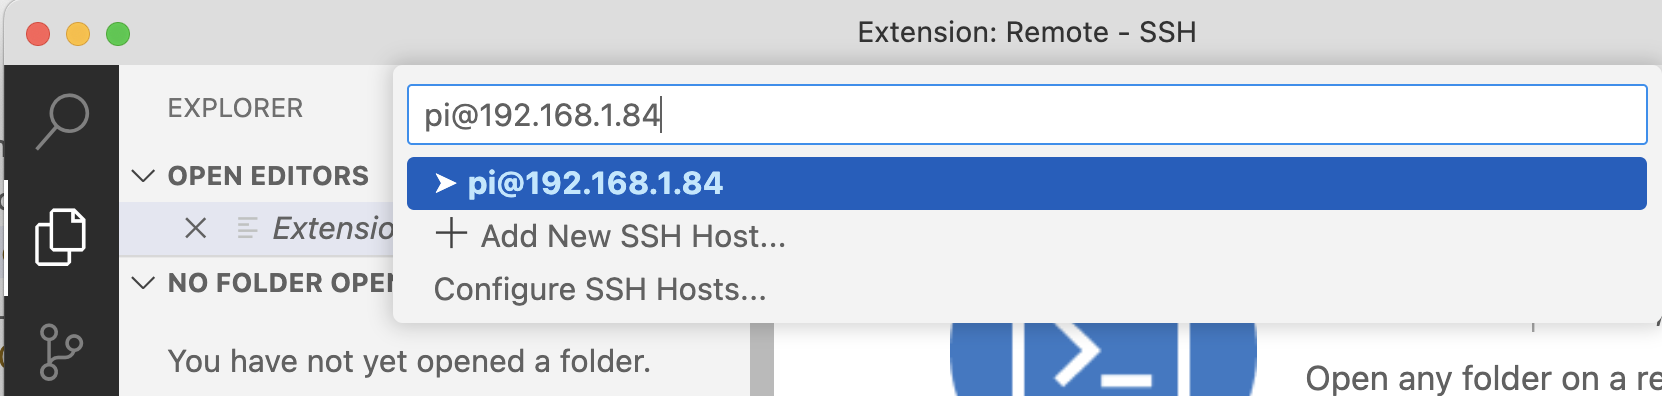 Extension: Remote - SSH
EXPLORER
pi@192.168.1.84
OPEN EDITORS
pi@192.168.1.84
Extensio
Add New SSH Host...
NO FOLDER OPEN
Configure SSH Hosts...
You have not yet opened a folder.
Open any folder on a re